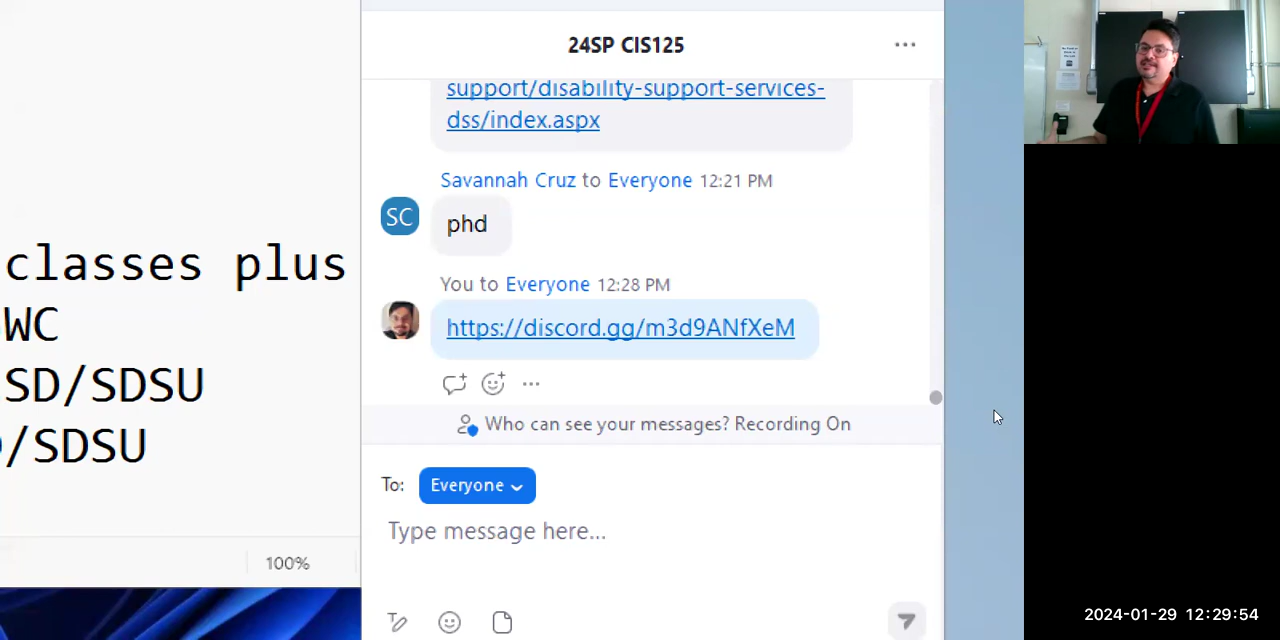 classes plus
WC
SD/SDSU
/SDSU
100%
24SP CIS125
support/disability-support-services-
dss/index.aspx
Savannah Cruz to Everyone 12:21 PM
SC
phd
You to Everyone 12:28 PM
https://discord.gg/m3d9ANfXeM
Who can see your messages? Recording On
To: Everyone
Type message here...
2024-01-29 12:29:54